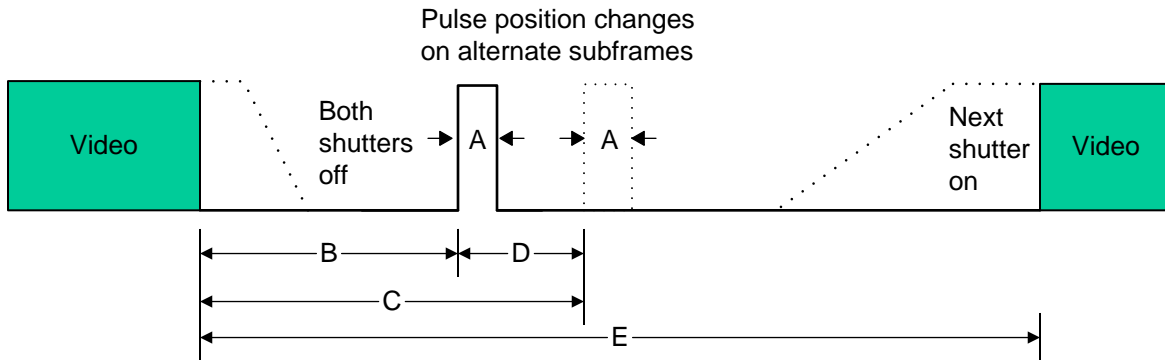 Pulse position changes
on alternate subframes
Video
Both
shutters
off
A
A
Next
shutter
on
Video
B
D
C
E